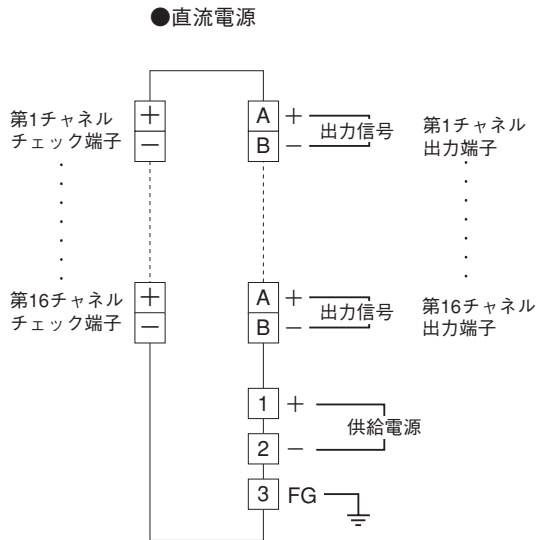 ●直流電源
第1チャネル
チェック端子
+
−
A
B
+
−
出力信号
第1チャネル
出力端子
第16チャネル
チェック端子
+
−
A
B
+
−
出力信号
第16チャネル
出力端子
1
+
2
−
供給電源
3
FG